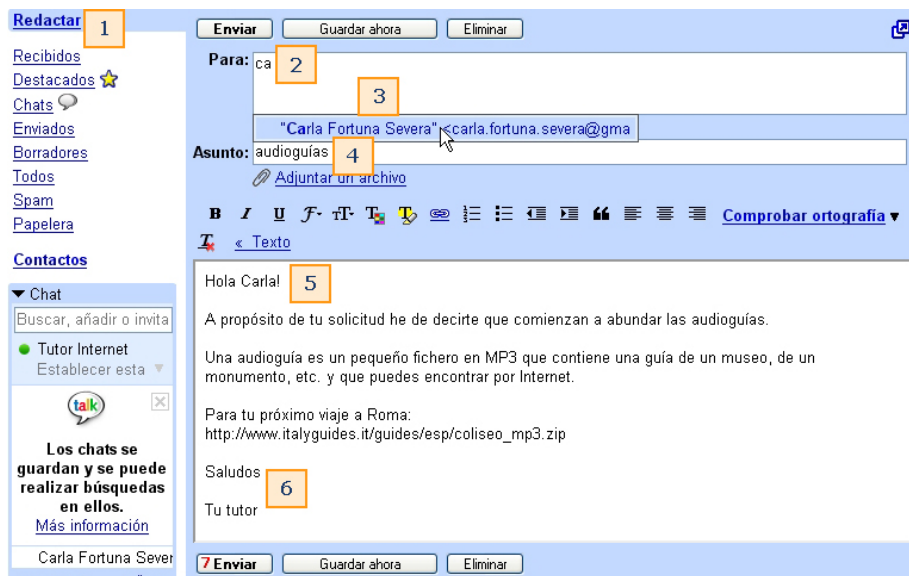 Redactar
1
Recibidos
Destacados
Chats
Enviados
Borradores
Todos
Spam
Papelera
Contactos
Chat
Buscar, añadir o invita
Tutor Internet
Establecer esta
talk
Los chats se
guardan y se puede
realizar búsquedas
en ellos.
Más información
Carla Fortuna Sever
Enviar Guardar ahora Eliminar
Para: ca 2
3
"Carla Fortuna Severa" <carla.fortuna.severa@gma
Asunto: audioguías 4
Adjuntar un archivo
B I U F TT T T Comprobar ortografía
T « Texto
Hola Carla! 5
A propósito de tu solicitud he de decirte que comienzan a abundar las audioguías.
Una audioguía es un pequeño fichero en MP3 que contiene una guía de un museo, de un
monumento, etc. y que puedes encontrar por Internet.
Para tu próximo viaje a Roma:
http://www.italyguides.it/guides/esp/coliseo_mp3.zip
Saludos
6
Tu tutor
7 Enviar Guardar ahora Eliminar